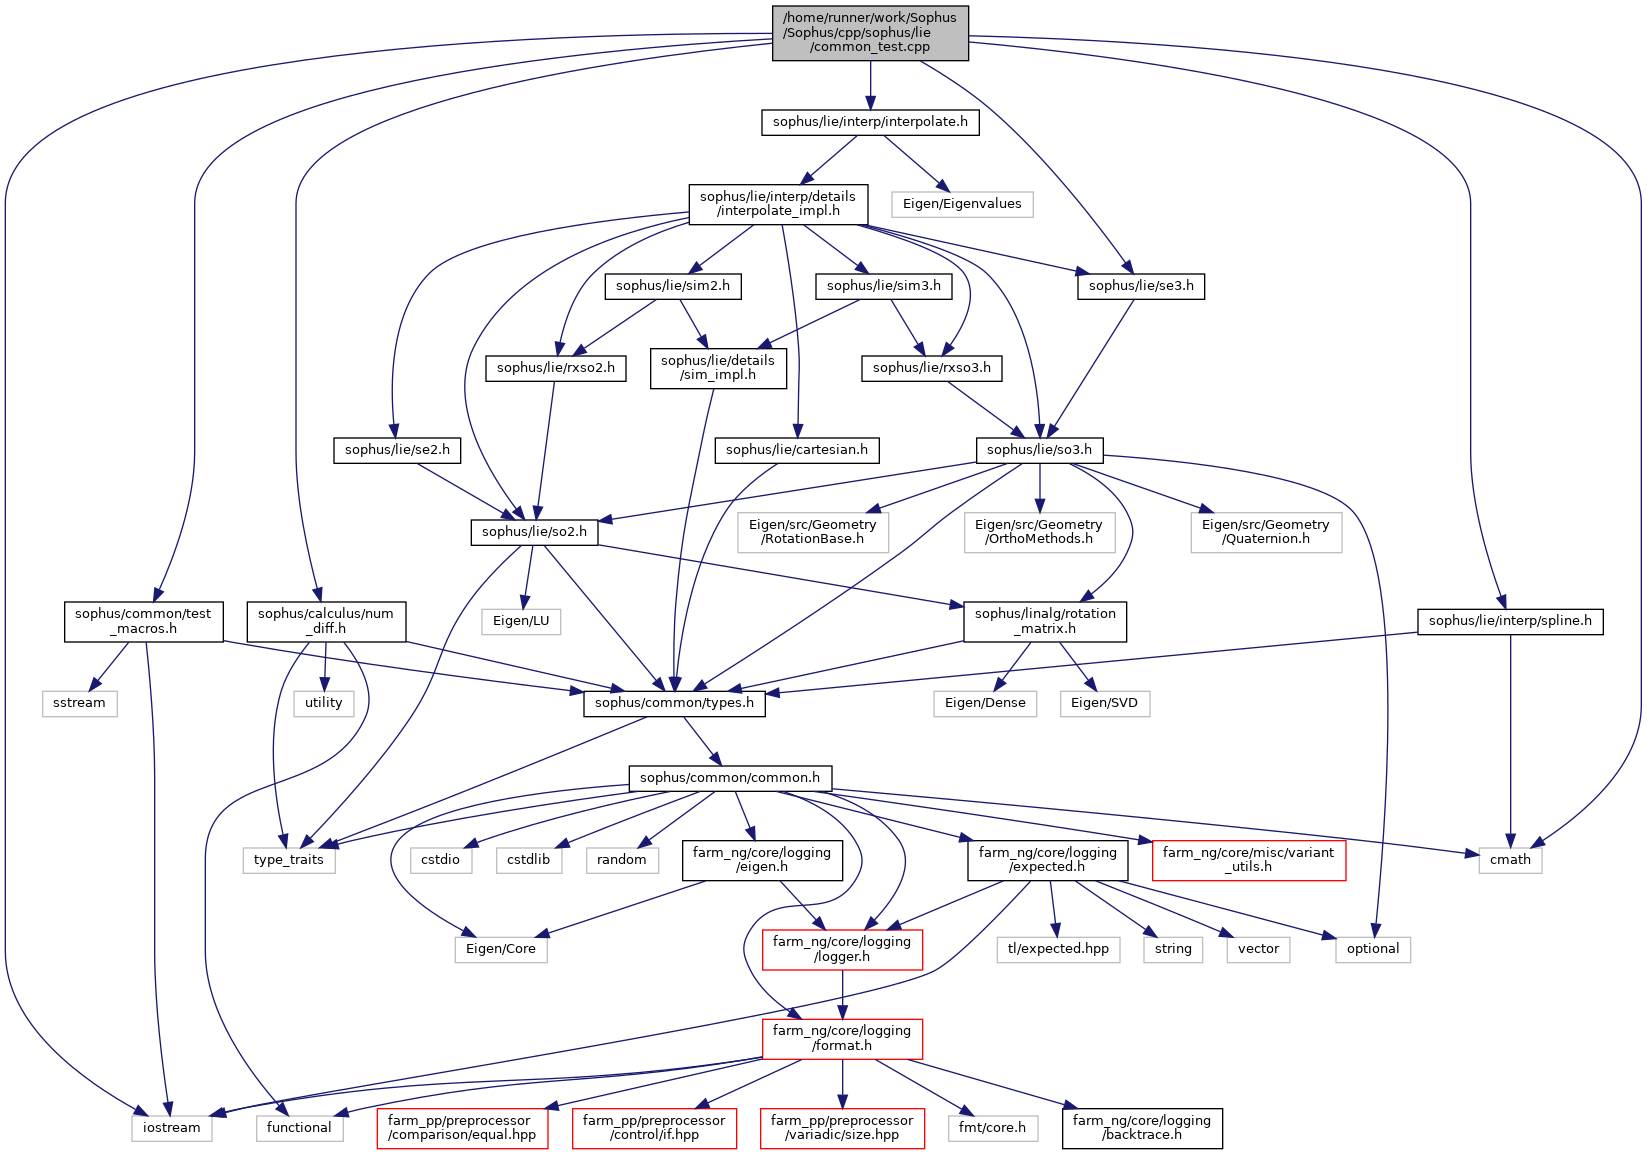 /home/runner/work/Sophus
/Sophus/cpp/sophus/lie
/common_test.cpp
sophus/lie/interp/interpolate.h
sophus/lie/interp/details
/interpolate_impl.h
Eigen/Eigenvalues
sophus/lie/sim2.h
sophus/lie/sim3.h
sophus/lie/se3.h
sophus/lie/rxso2.h
sophus/lie/details
/sim_impl.h
sophus/lie/rxso3.h
sophus/lie/se2.h
sophus/lie/cartesian.h
sophus/lie/so3.h
sophus/lie/so2.h
Eigen/src/Geometry
/RotationBase.h
Eigen/src/Geometry
/OrthoMethods.h
Eigen/src/Geometry
/Quaternion.h
sophus/common/test
_macros.h
sophus/calculus/num
_diff.h
Eigen/LU
sophus/linalg/rotation
_matrix.h
sophus/lie/interp/spline.h
sstream
utility
sophus/common/types.h
Eigen/Dense
Eigen/SVD
sophus/common/common.h
type_traits
cstdio
cstdlib
random
farm_ng/core/logging
/eigen.h
farm_ng/core/logging
/expected.h
farm_ng/core/misc/variant
_utils.h
cmath
Eigen/Core
farm_ng/core/logging
/logger.h
tl/expected.hpp
string
vector
optional
farm_ng/core/logging
/format.h
iostream
functional
farm_pp/preprocessor
/comparison/equal.hpp
farm_pp/preprocessor
/control/if.hpp
farm_pp/preprocessor
/variadic/size.hpp
fmt/core.h
farm_ng/core/logging
/backtrace.h